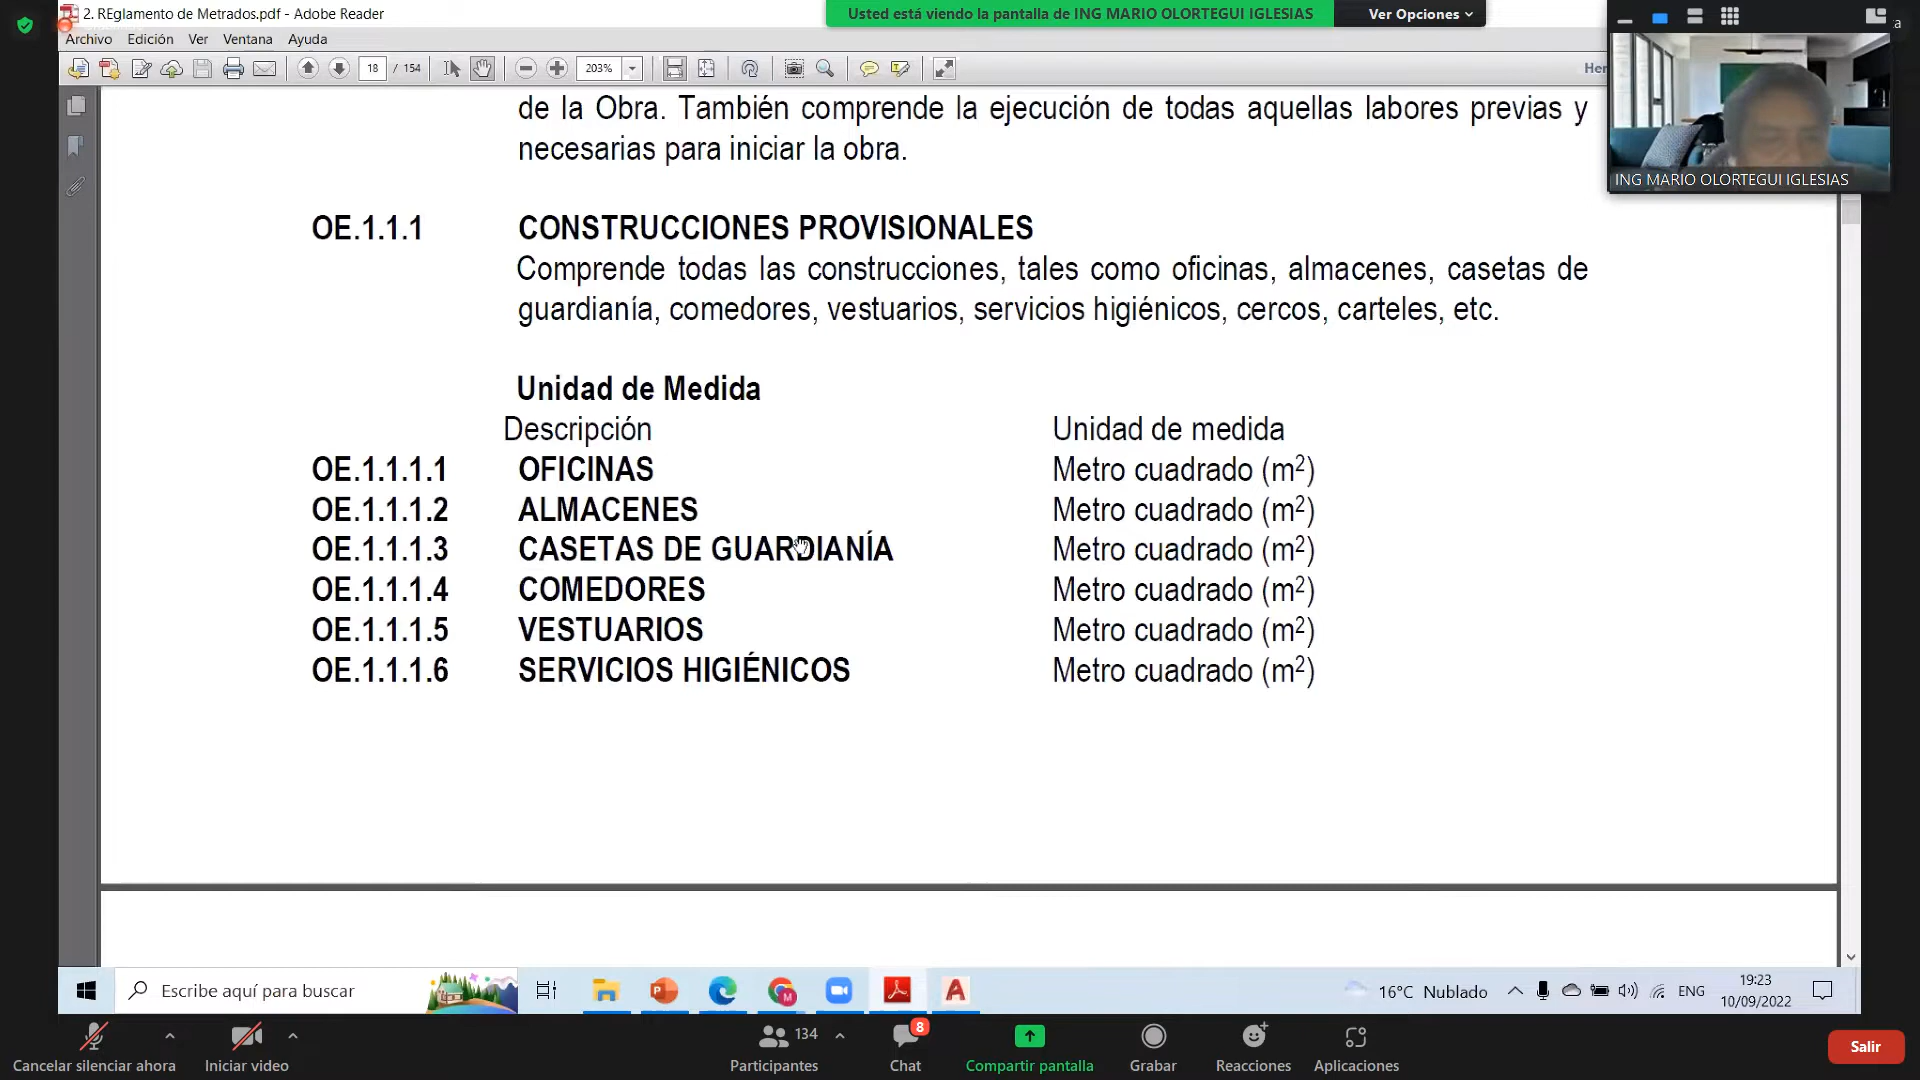 2. REglamento de Metrados.pdf - Adobe Reader
Usted está viendo la pantalla de ING MARIO OLORTEGUI IGLESIAS
Ver Opciones
Archivo Edición Ver Ventana Ayuda
18 / 154
203%
ING MARIO OLORTEGUI IGLESIAS
de la Obra. También comprende la ejecución de todas aquellas labores previas y
necesarias para iniciar la obra.
OE.1.1.1 CONSTRUCCIONES PROVISIONALES
Comprende todas las construcciones, tales como oficinas, almacenes, casetas de
guardianía, comedores, vestuarios, servicios higiénicos, cercos, carteles, etc.
Unidad de Medida
Descripción Unidad de medida
OE.1.1.1.1 OFICINAS Metro cuadrado (m²)
OE.1.1.1.2 ALMACENES Metro cuadrado (m²)
OE.1.1.1.3 CASETAS DE GUARDIANÍA Metro cuadrado (m²)
OE.1.1.1.4 COMEDORES Metro cuadrado (m²)
OE.1.1.1.5 VESTUARIOS Metro cuadrado (m²)
OE.1.1.1.6 SERVICIOS HIGIÉNICOS Metro cuadrado (m²)
Escribe aquí para buscar
16°C Nublado
ENG
19:23
10/09/2022
Cancelar silenciar ahora
Iniciar video
134
Participantes
8
Chat
Compartir pantalla
Grabar
Reacciones
Aplicaciones
Salir